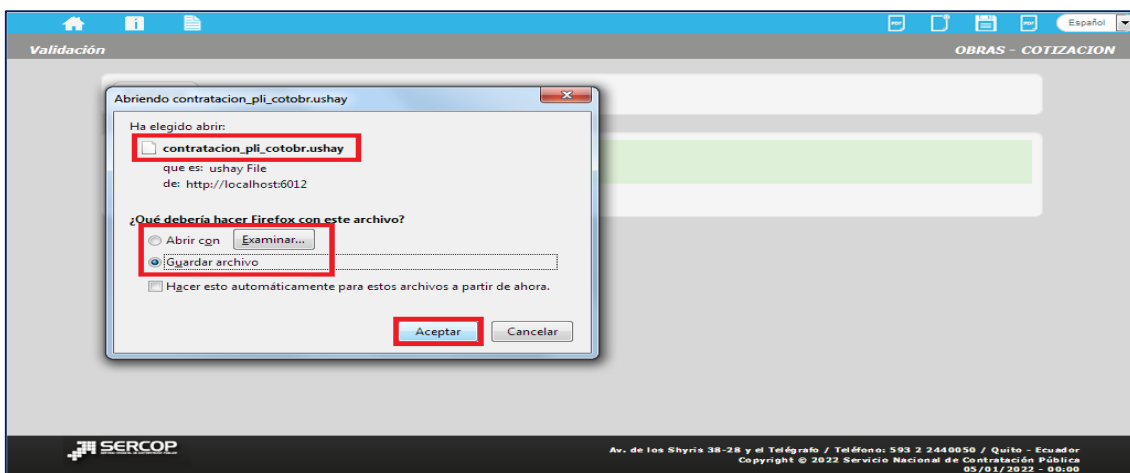 Español
Validación
OBRAS - COTIZACION
Abriendo contratacion_pli_cotobr.ushay
Ha elegido abrir:
contratacion_pli_cotobr.ushay
que es: ushay File
de: http://localhost:6012
¿Qué debería hacer Firefox con este archivo?
Abrir con Examinar...
Guardar archivo
Hacer esto automáticamente para estos archivos a partir de ahora.
Aceptar Cancelar
SERCOP
Av. de los Shyris 38-28 y el Telégrafo / Teléfono: 593 2 2440050 / Quito - Ecuador
Copyright © 2022 Servicio Nacional de Contratación Pública
05/01/2022 - 00:00